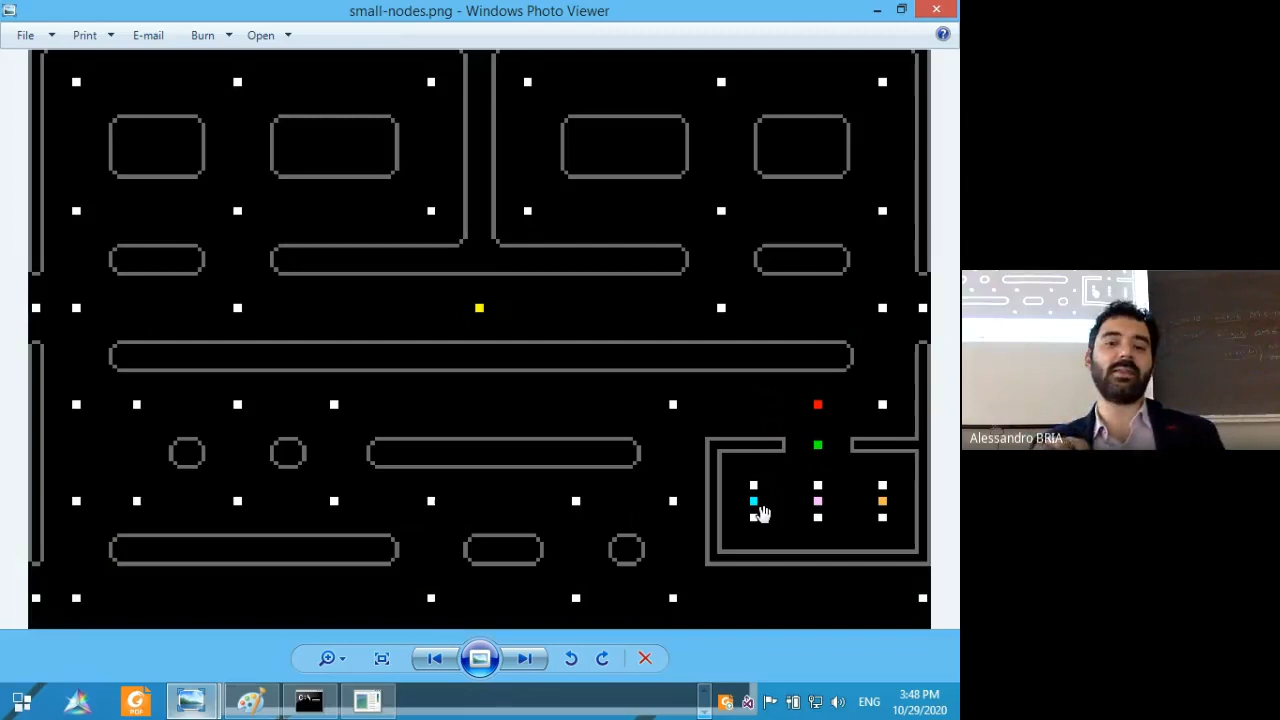 small-nodes.png - Windows Photo Viewer
File Print E-mail Burn Open
Alessandro BRIA
PDF
C:\
ENG
3:48 PM
10/29/2020